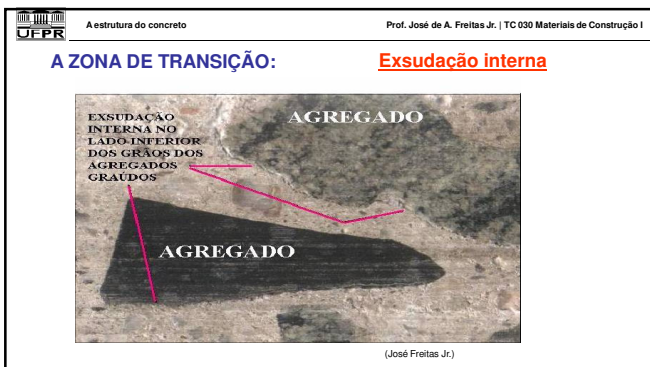 UFPR
A estrutura do concreto
Prof. José de A. Freitas Jr. | TC 030 Materiais de Construção I
A ZONA DE TRANSIÇÃO:
Exsudação interna
EXSUDAÇÃO
INTERNA NO
LADO INFERIOR
DOS GRÃOS DOS
AGREGADOS
GRAÚDOS
AGREGADO
AGREGADO
(José Freitas Jr.)